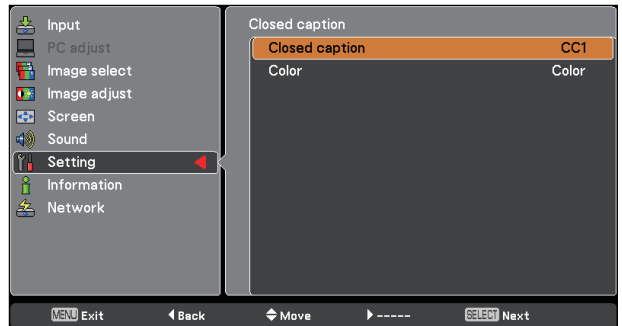 Input
PC adjust
Image select
Image adjust
Screen
Sound
Setting
Information
Network
Closed caption
Closed caption CC1
Color Color
MENU Exit Back Move ----- SELECT Next